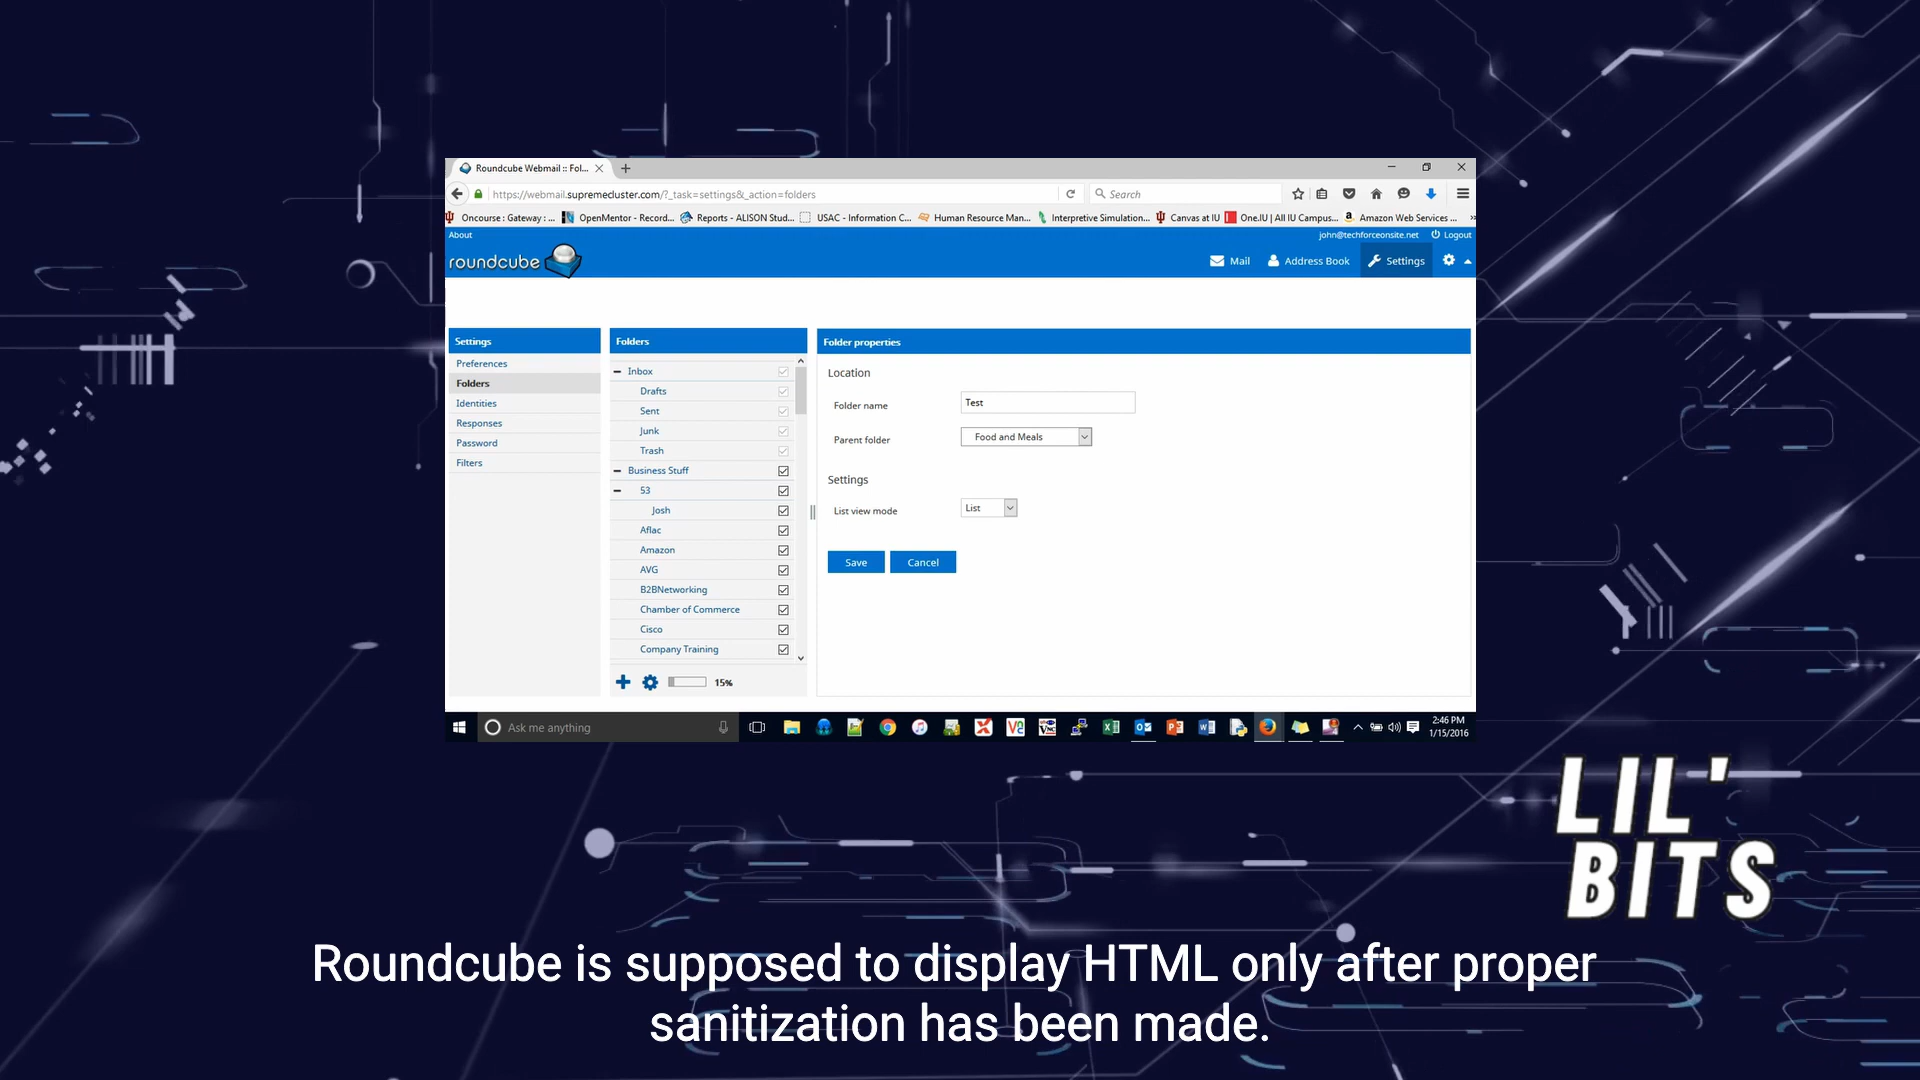 Roundcube Webmail :: Fol...
https://webmail.supremecluster.com/?_task=settings&_action=folders
Search
Oncourse : Gateway : ...
OpenMentor - Record...
Reports - ALISON Stud...
USAC - Information C...
Human Resource Man...
Interpretive Simulation...
Canvas at IU
One.IU | All IU Campus...
Amazon Web Services ...
About
john@techforceonsite.net
Logout
roundcube
Mail
Address Book
Settings
Settings
Preferences
Folders
Identities
Responses
Password
Filters
Folders
Inbox
Drafts
Sent
Junk
Trash
Business Stuff
53
Josh
Aflac
Amazon
AVG
B2BNetworking
Chamber of Commerce
Cisco
Company Training
15%
Folder properties
Location
Folder name
Test
Parent folder
Food and Meals
Settings
List view mode
List
Save
Cancel
Ask me anything
2:46 PM
1/15/2016
LIL'
BITS
Roundcube is supposed to display HTML only after proper
sanitization has been made.